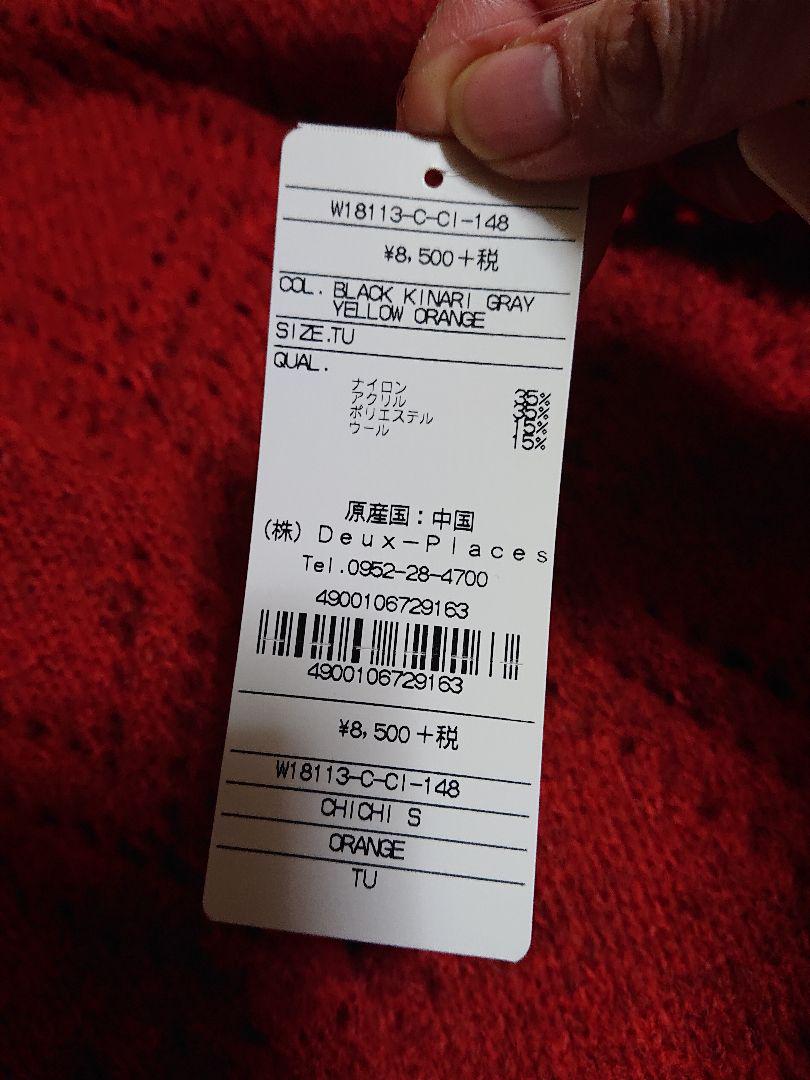 W18113-C-CI-148
¥8,500+税
COL. BLACK KINARI GRAY
YELLOW ORANGE
SIZE.TU
QUAL.
ナイロン 35%
アクリル 35%
ポリエステル 15%
ウール 15%
原産国：中国
(株) Deux-Places
Tel.0952-28-4700
4900106729163
4900106729163
¥8,500+税
W18113-C-CI-148
CHICHI S
ORANGE
TU